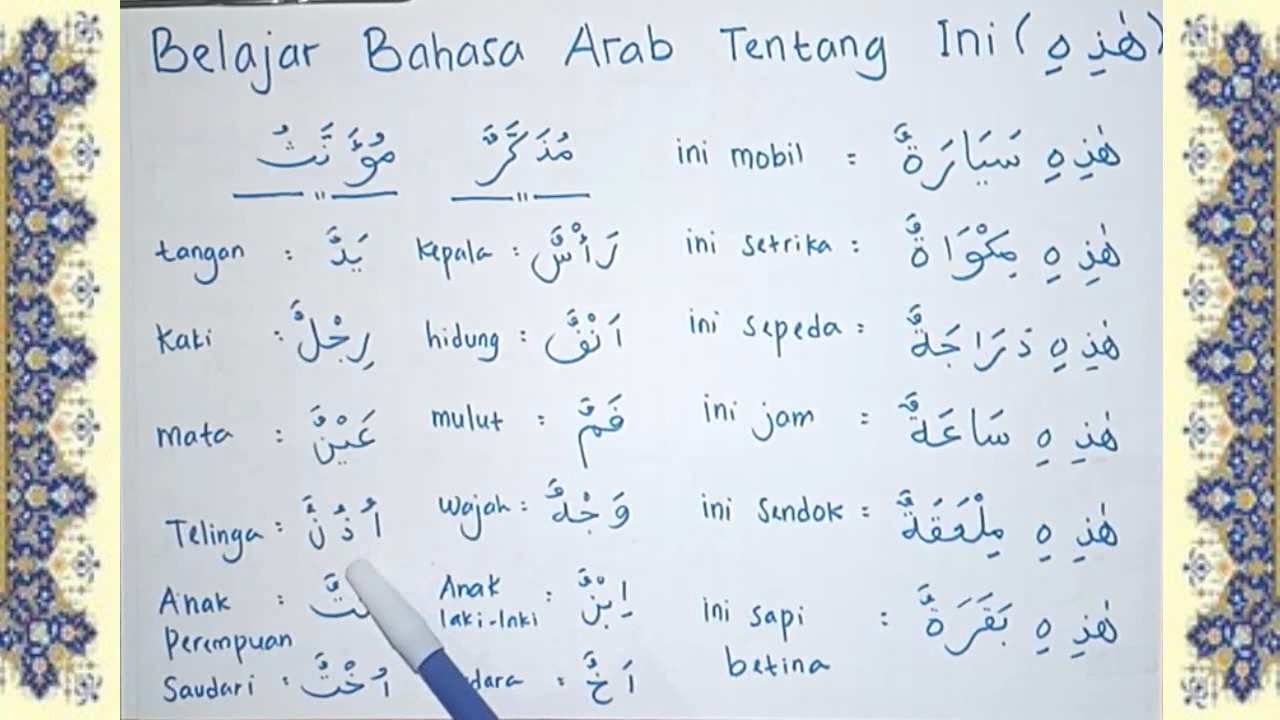 Belajar Bahasa Arab Tentang Ini (هٰذِهِ)
مُؤَنَّثُ مُذَكَّرٌ ini mobil : هٰذِهِ سَيَارَةٌ
tangan : يَدٌ kepala : رَأْسٌ ini setrika : هٰذِهِ مِكْوَاةٌ
Kaki : رِجْلٌ hidung : اَنْفٌ ini sepeda : هٰذِهِ دَرَاجَةٌ
mata : عَيْنٌ mulut : فَمٌ ini jam : هٰذِهِ سَاعَةٌ
Telinga : اُذُنٌ wajah : وَجْهٌ ini sendok : هٰذِهِ مِلْعَقَةٌ
Anak Perempuan : Anak laki-laki : اِبْنٌ ini sapi betina : هٰذِهِ بَقَرَةٌ
Saudari : اُخْتٌ dara : اَخٌ